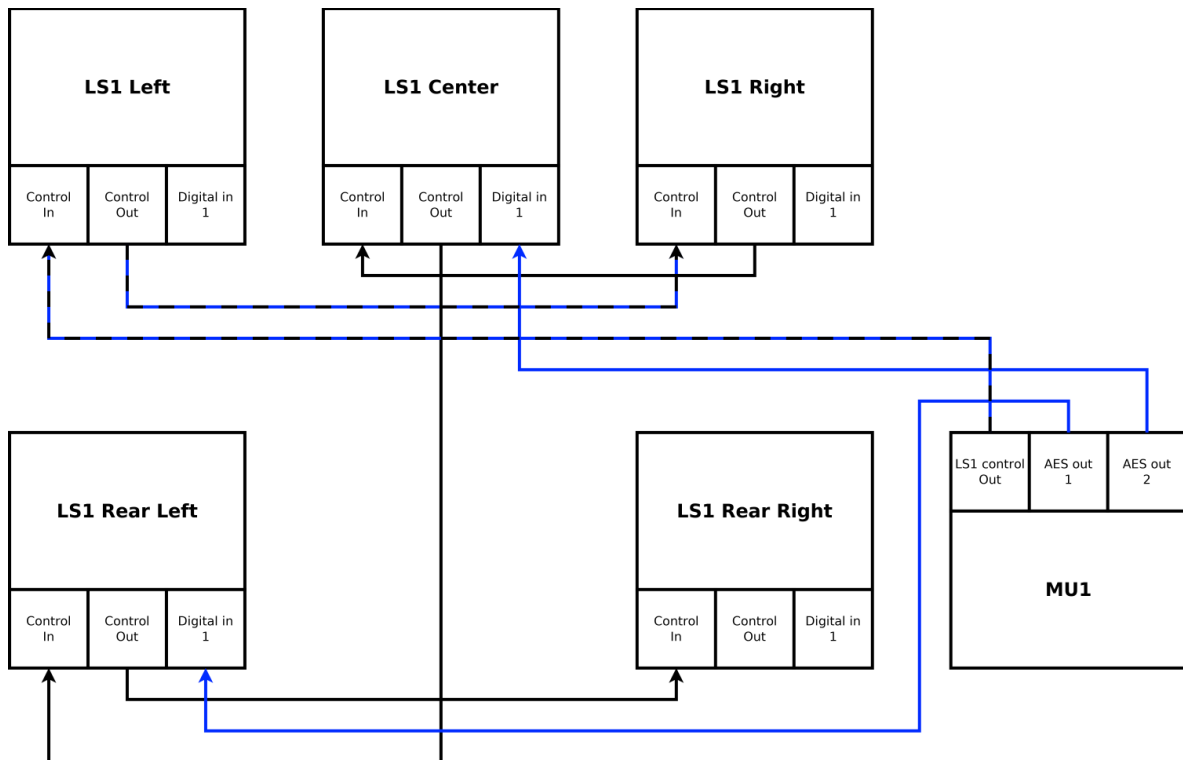 LS1 Left
LS1 Center
LS1 Right
Control
In
Control
Out
Digital in
1
Control
In
Control
Out
Digital in
1
Control
In
Control
Out
Digital in
1
LS1 Rear Left
LS1 Rear Right
LS1 control
Out
AES out
1
AES out
2
MU1
Control
In
Control
Out
Digital in
1
Control
In
Control
Out
Digital in
1